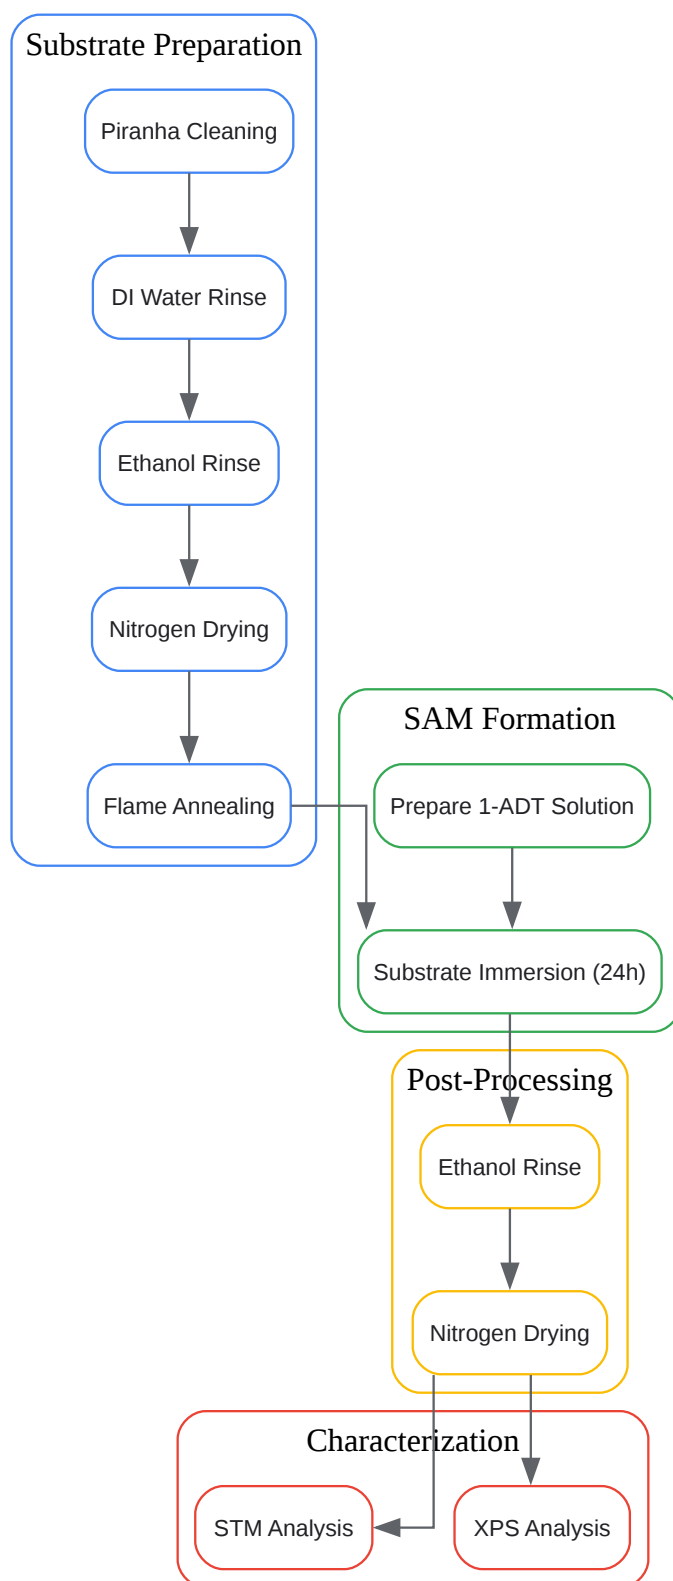 Substrate Preparation
Piranha Cleaning
DI Water Rinse
Ethanol Rinse
Nitrogen Drying
Flame Annealing
SAM Formation
Prepare 1-ADT Solution
Substrate Immersion (24h)
Post-Processing
Ethanol Rinse
Nitrogen Drying
Characterization
STM Analysis
XPS Analysis